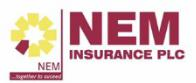 NEM
...together to succeed
NEM
INSURANCE PLC